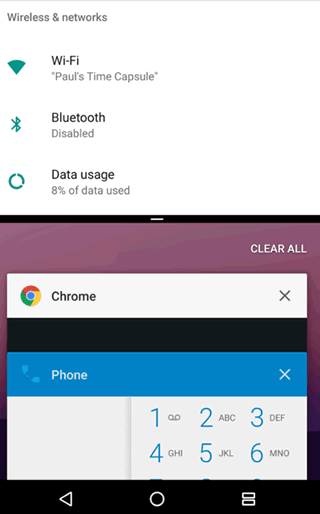 Wireless & networks
Wi-Fi
"Paul's Time Capsule"
Bluetooth
Disabled
Data usage
8% of data used
CLEAR ALL
Chrome
Phone
1 2 ABC 3 DEF
4 GHI 5 JKL 6 MNO